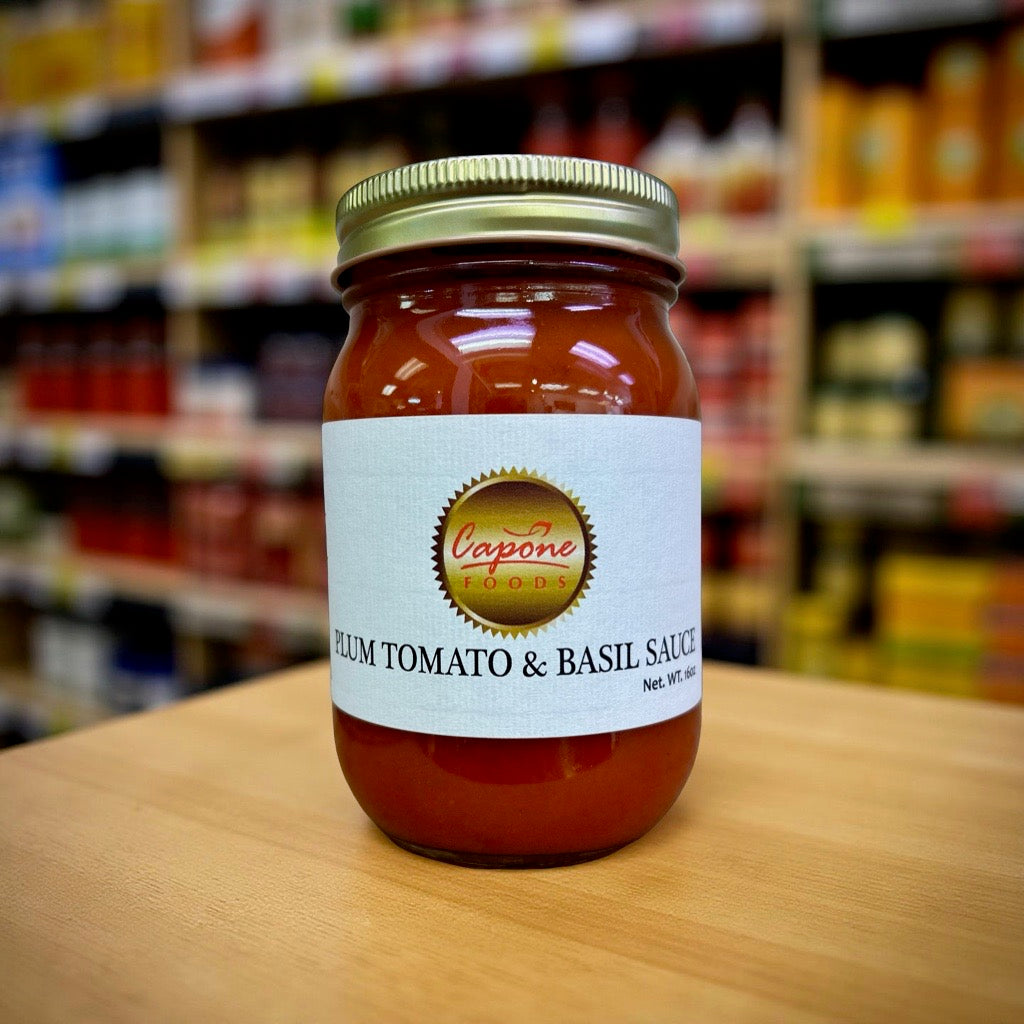 Capone
FOODS
PLUM TOMATO & BASIL SAUCE
Net. WT. 16oz